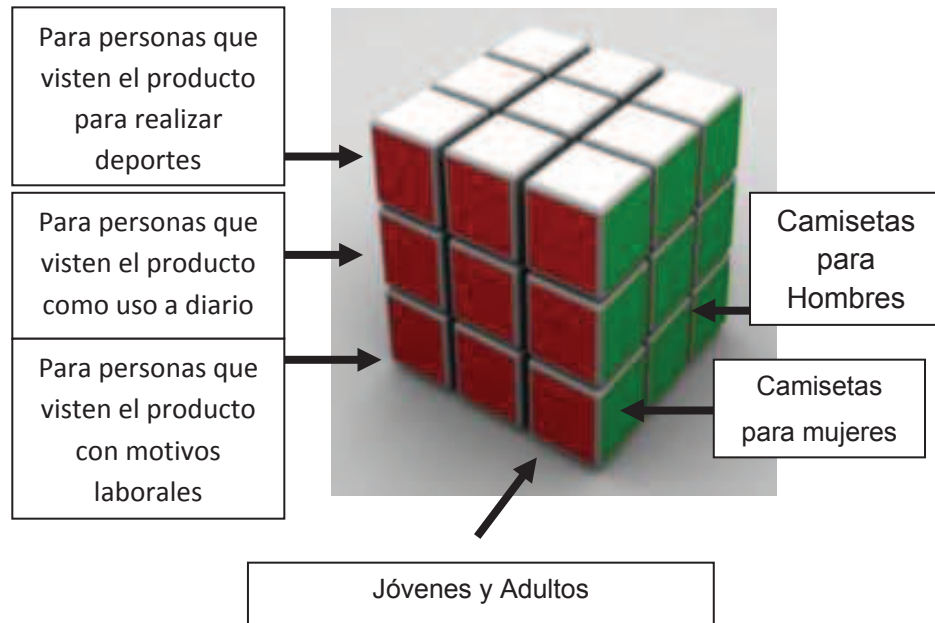 Para personas que
visten el producto
para realizar
deportes
Para personas que
visten el producto
como uso a diario
Para personas que
visten el producto
con motivos
laborales
Camisetas
para
Hombres
Camisetas
para mujeres
Jóvenes y Adultos